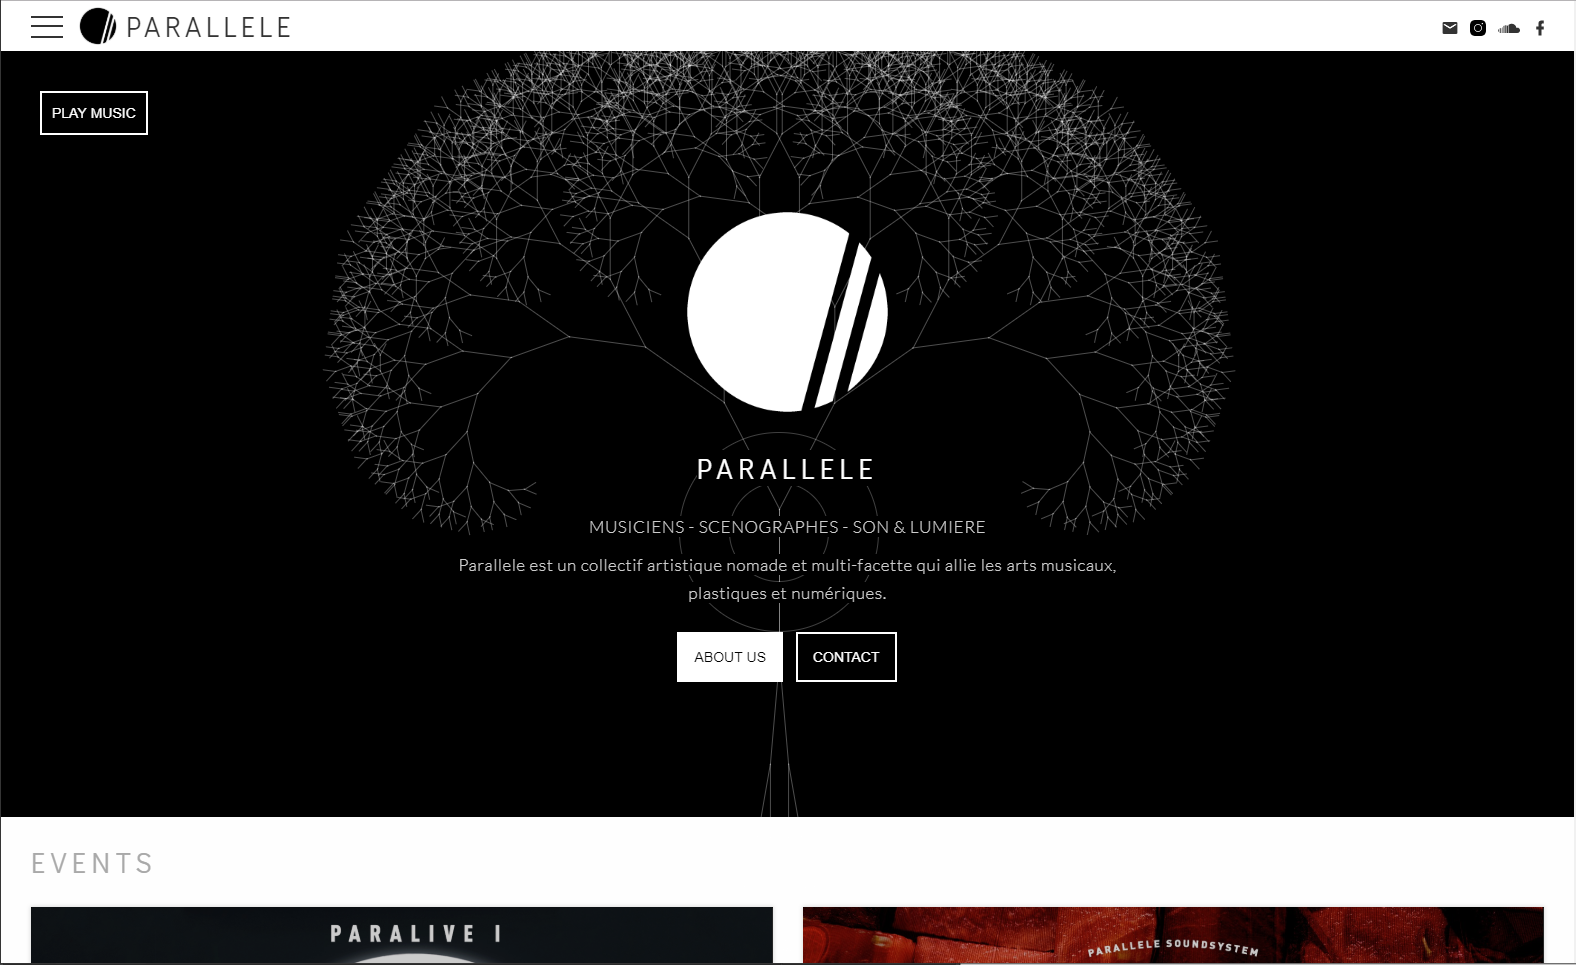 PARALLELE
PLAY MUSIC
PARALLELE
MUSICIENS - SCENOGRAPHES - SON & LUMIERE
Parallele est un collectif artistique nomade et multi-facette qui allie les arts musicaux,
plastiques et numériques.
ABOUT US
CONTACT
EVENTS
PARALIVE I
PARALLELE SOUNDSYSTEM